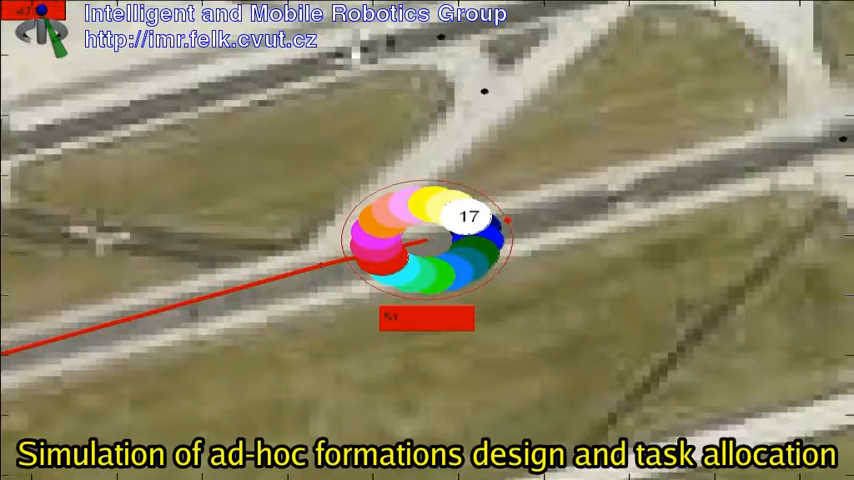 Intelligent and Mobile Robotics Group
http://imr.felk.cvut.cz
17
Simulation of ad-hoc formations design and task allocation